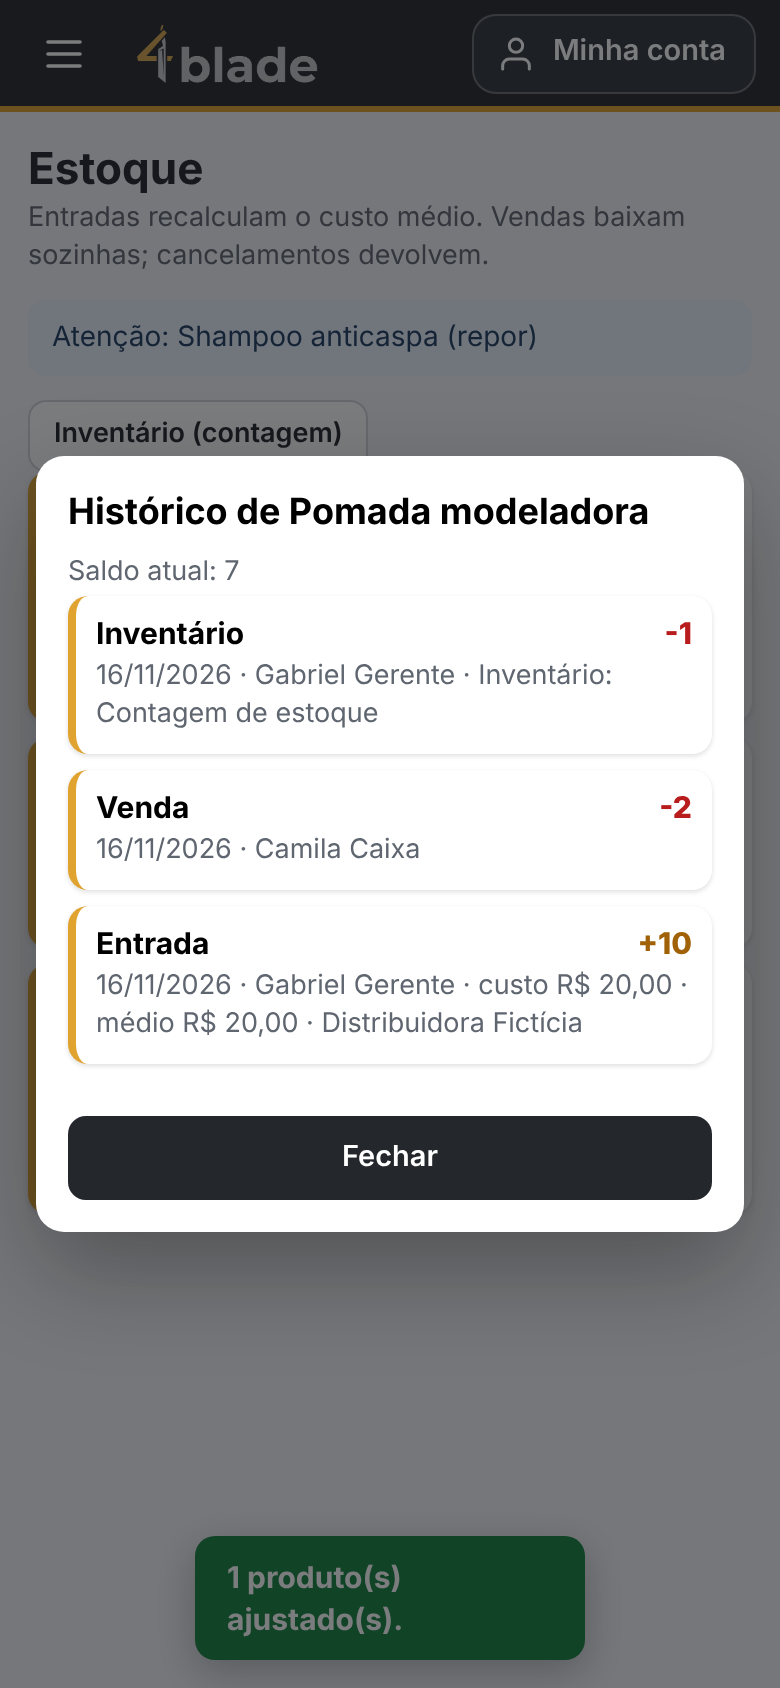 4blade
Minha conta
Estoque
Entradas recalculam o custo médio. Vendas baixam
sozinhas; cancelamentos devolvem.
Atenção: Shampoo anticaspa (repor)
Inventário (contagem)
Histórico de Pomada modeladora
Saldo atual: 7
Inventário -1
16/11/2026 · Gabriel Gerente · Inventário:
Contagem de estoque
Venda -2
16/11/2026 · Camila Caixa
Entrada +10
16/11/2026 · Gabriel Gerente · custo R$ 20,00 ·
médio R$ 20,00 · Distribuidora Fictícia
Fechar
1 produto(s)
ajustado(s).